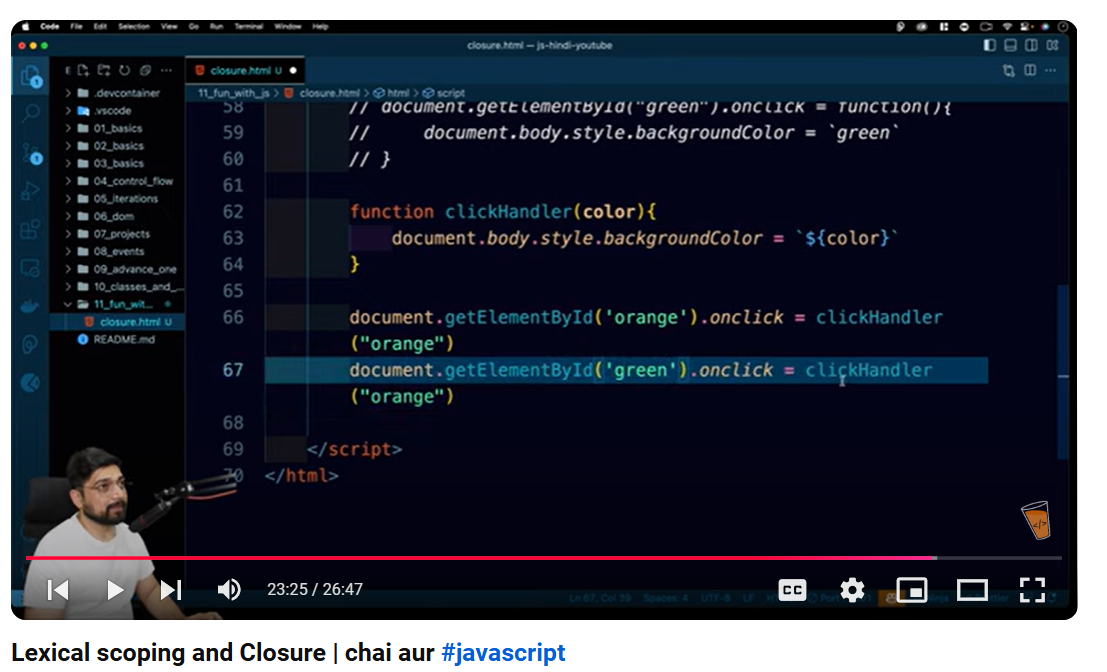 Code File Edit Selection View Go Run Terminal Window Help
closure.html — js-hindi-youtube
closure.html U
11_fun_with_js > closure.html > html > script
.devcontainer
.vscode
01_basics
02_basics
03_basics
04_control_flow
05_iterations
06_dom
07_projects
08_events
09_advance_one
10_classes_and_...
11_fun_wit...
closure.html U
README.md
58 // document.getElementById("green").onclick = function(){
59 // document.body.style.backgroundColor = `green`
60 // }
61
62 function clickHandler(color){
63 document.body.style.backgroundColor = `${color}`
64 }
65
66 document.getElementById('orange').onclick = clickHandler
("orange")
67 document.getElementById('green').onclick = clickHandler
("orange")
68
69 </script>
70 </html>
</>
23:25 / 26:47
CC
Ln 67, Col 39 Spaces: 4 UTF-8 LF
Lexical scoping and Closure | chai aur #javascript